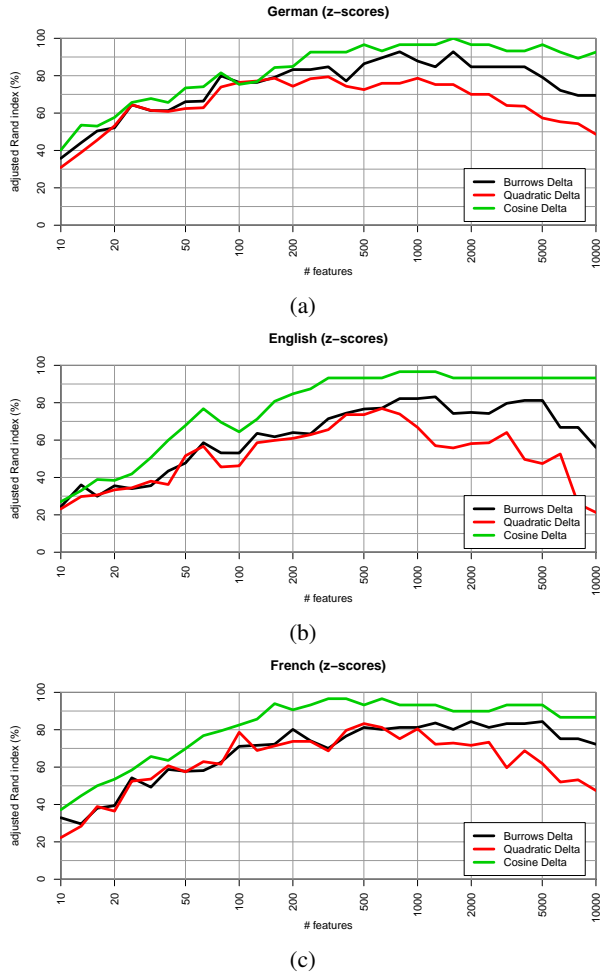 German (z−scores)
adjusted Rand index (%)
100
80
60
40
20
0
Burrows Delta
Quadratic Delta
Cosine Delta
10
20
50
100
200
500
1000
2000
5000
10000
# features
(a)
English (z−scores)
adjusted Rand index (%)
100
80
60
40
20
0
Burrows Delta
Quadratic Delta
Cosine Delta
10
20
50
100
200
500
1000
2000
5000
10000
# features
(b)
French (z−scores)
adjusted Rand index (%)
100
80
60
40
20
0
Burrows Delta
Quadratic Delta
Cosine Delta
10
20
50
100
200
500
1000
2000
5000
10000
# features
(c)